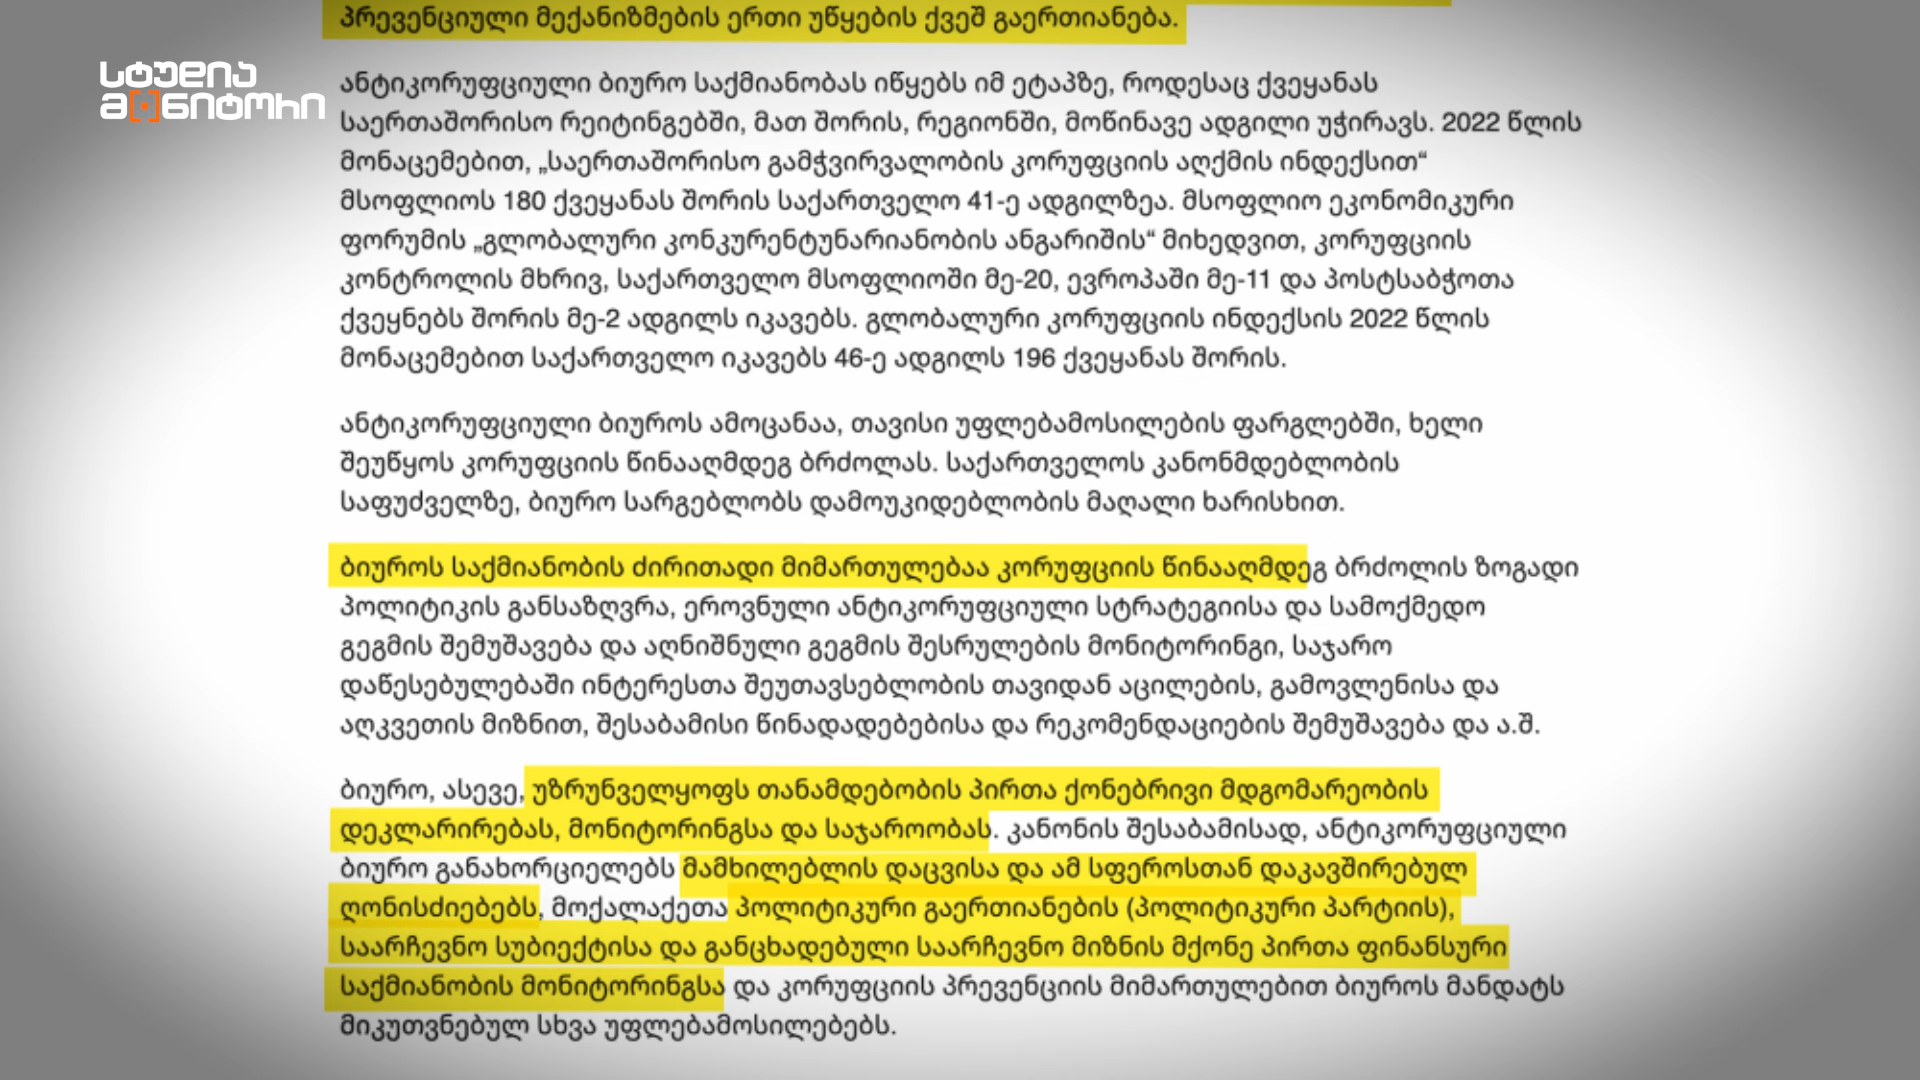 პრევენციული მექანიზმების ერთი უწყების ქვეშ გაერთიანება.
სტუდია
მონიტორი
ანტიკორუფციული ბიურო საქმიანობას იწყებს იმ ეტაპზე, როდესაც ქვეყანას
საერთაშორისო რეიტინგებში, მათ შორის, რეგიონში, მოწინავე ადგილი უჭირავს. 2022 წლის
მონაცემებით, „საერთაშორისო გამჭვირვალობის კორუფციის აღქმის ინდექსით“
მსოფლიოს 180 ქვეყანას შორის საქართველო 41-ე ადგილზეა. მსოფლიო ეკონომიკური
ფორუმის „გლობალური კონკურენტუნარიანობის ანგარიშის“ მიხედვით, კორუფციის
კონტროლის მხრივ, საქართველო მსოფლიოში მე-20, ევროპაში მე-11 და პოსტსაბჭოთა
ქვეყნებს შორის მე-2 ადგილს იკავებს. გლობალური კორუფციის ინდექსის 2022 წლის
მონაცემებით საქართველო იკავებს 46-ე ადგილს 196 ქვეყანას შორის.
ანტიკორუფციული ბიუროს ამოცანაა, თავისი უფლებამოსილების ფარგლებში, ხელი
შეუწყოს კორუფციის წინააღმდეგ ბრძოლას. საქართველოს კანონმდებლობის
საფუძველზე, ბიურო სარგებლობს დამოუკიდებლობის მაღალი ხარისხით.
ბიუროს საქმიანობის ძირითადი მიმართულებაა კორუფციის წინააღმდეგ ბრძოლის ზოგადი
პოლიტიკის განსაზღვრა, ეროვნული ანტიკორუფციული სტრატეგიისა და სამოქმედო
გეგმის შემუშავება და აღნიშნული გეგმის შესრულების მონიტორინგი, საჯარო
დაწესებულებაში ინტერესთა შეუთავსებლობის თავიდან აცილების, გამოვლენისა და
აღკვეთის მიზნით, შესაბამისი წინადადებებისა და რეკომენდაციების შემუშავება და ა.შ.
ბიურო, ასევე, უზრუნველყოფს თანამდებობის პირთა ქონებრივი მდგომარეობის
დეკლარირებას, მონიტორინგსა და საჯაროობას. კანონის შესაბამისად, ანტიკორუფციული
ბიურო განახორციელებს მამხილებლის დაცვისა და ამ სფეროსთან დაკავშირებულ
ღონისძიებებს, მოქალაქეთა პოლიტიკური გაერთიანების (პოლიტიკური პარტიის),
საარჩევნო სუბიექტისა და განცხადებული საარჩევნო მიზნის მქონე პირთა ფინანსური
საქმიანობის მონიტორინგსა და კორუფციის პრევენციის მიმართულებით ბიუროს მანდატს
მიკუთვნებულ სხვა უფლებამოსილებებს.